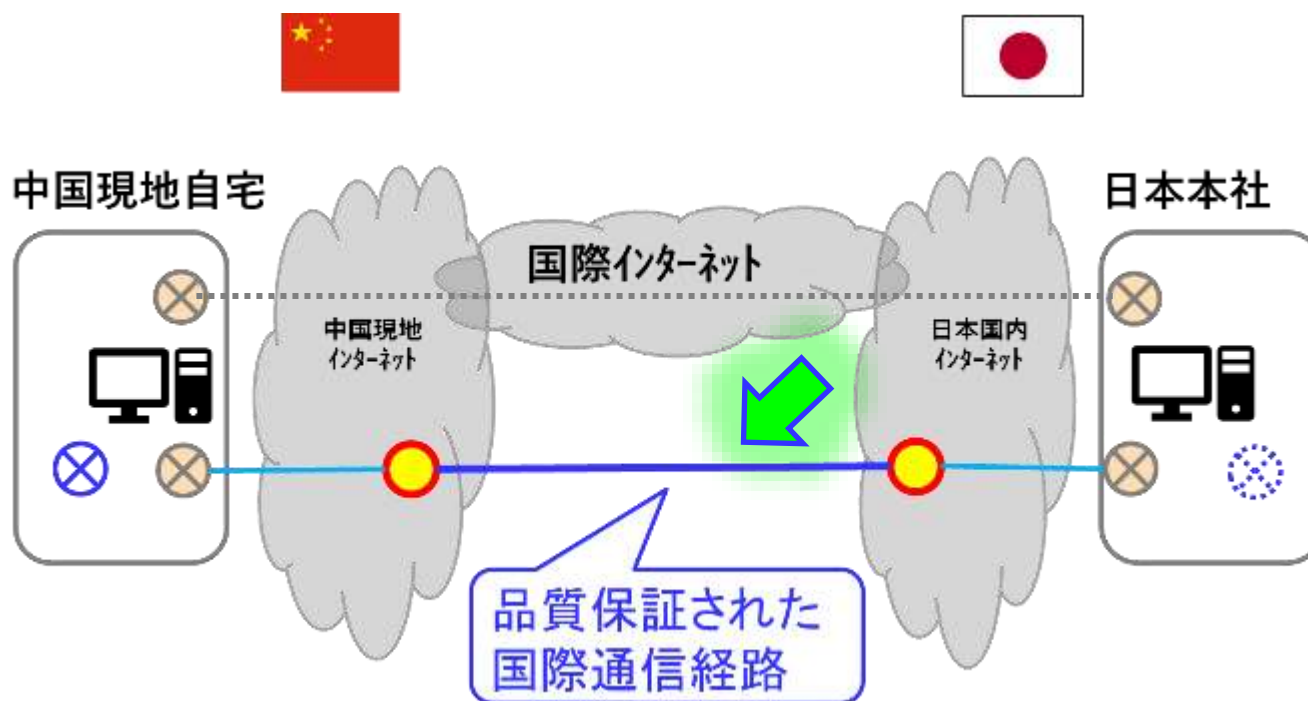 中国現地自宅
日本本社
国際インターネット
中国現地
インターネット
日本国内
インターネット
品質保証された
国際通信経路